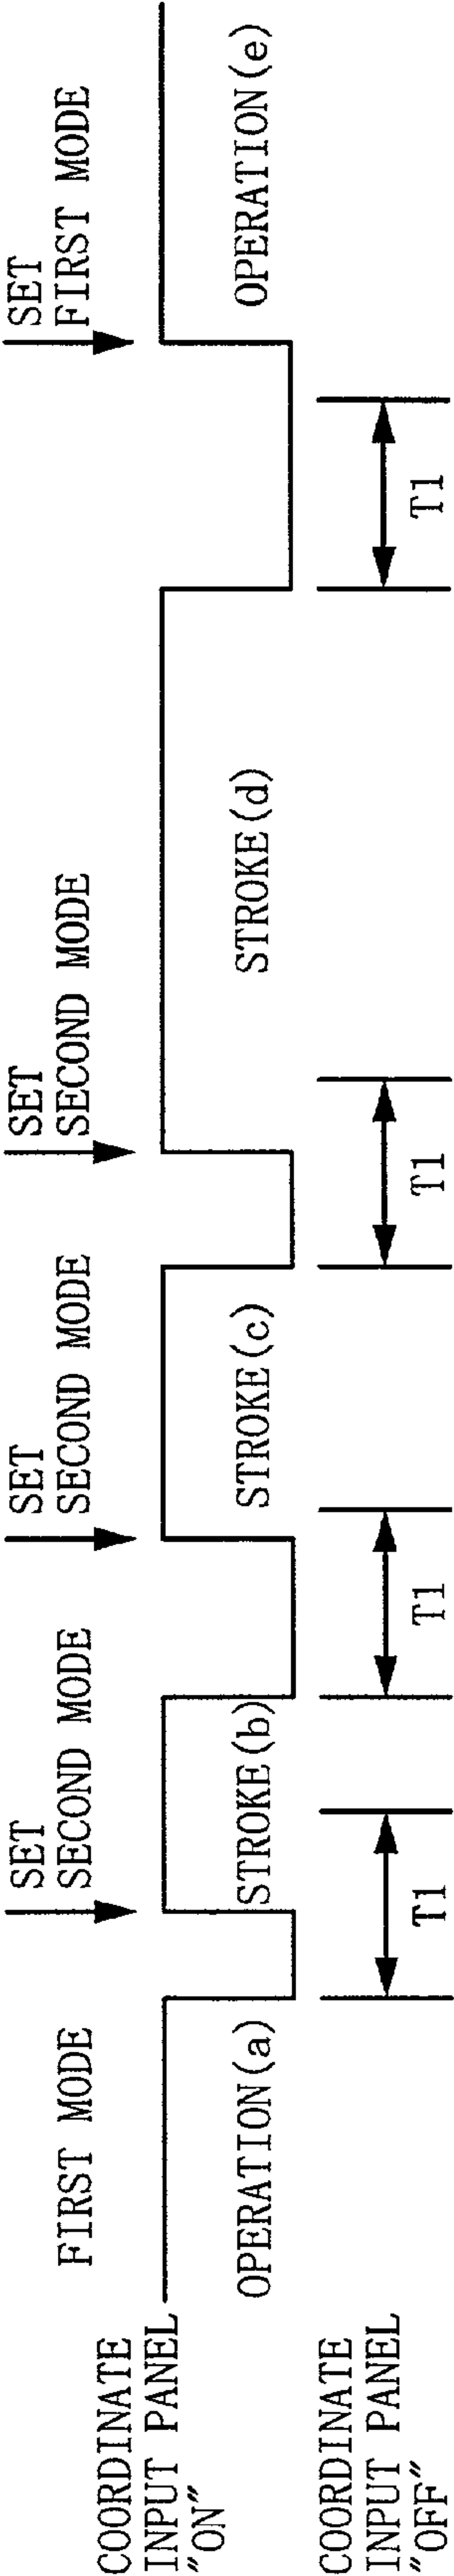 COORDINATE
INPUT PANEL
"ON"
FIRST MODE
SET
SECOND MODE
SET
SECOND MODE
SET
SECOND MODE
SET
FIRST MODE
OPERATION(a)
STROKE(b)
STROKE(c)
STROKE(d)
OPERATION(e)
COORDINATE
INPUT PANEL
"OFF"
T1
T1
T1
T1